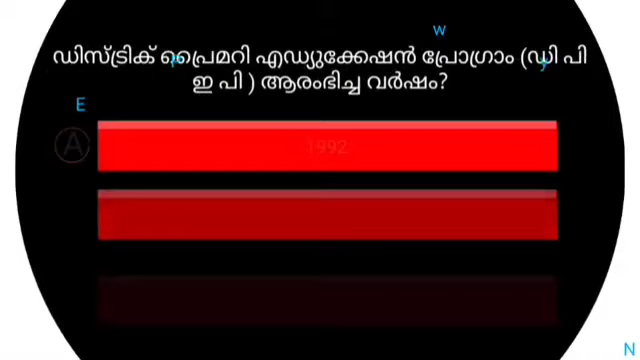 w
ഡിസ്ട്രിക് പ്രൈമറി എഡ്യുക്കേഷൻ പ്രോഗ്രാം (ഡി പി
ഇ പി ) ആരംഭിച്ച വർഷം?
E
A 1992
N